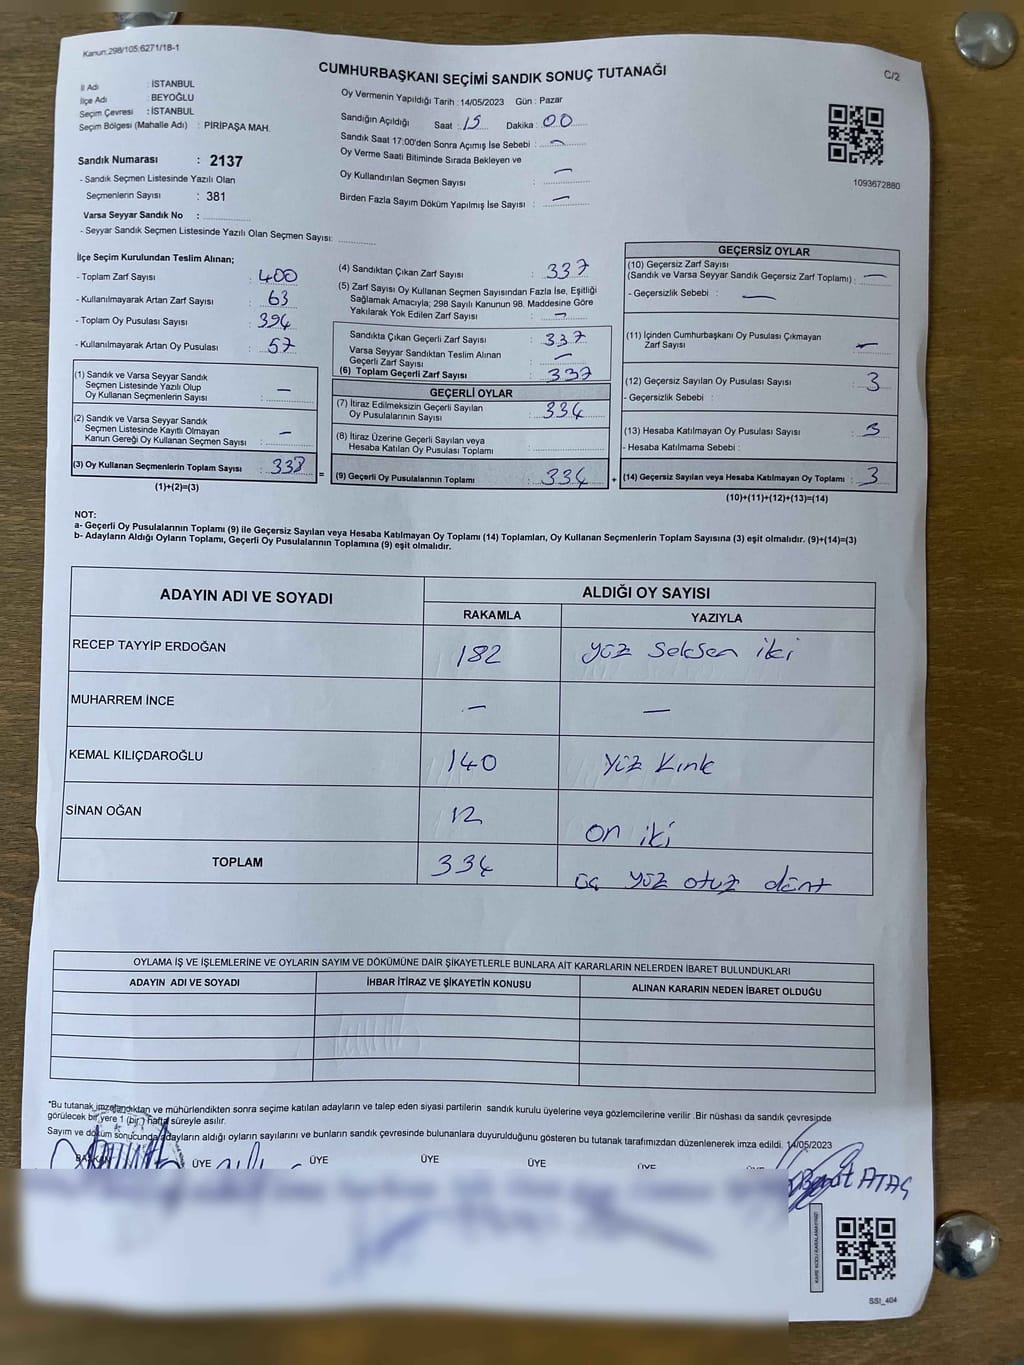 Kanun:298/105;6271/18-1
C/2
CUMHURBAŞKANI SEÇİMİ SANDIK SONUÇ TUTANAĞI
İl Adı : İSTANBUL
İlçe Adı : BEYOĞLU
Seçim Çevresi : İSTANBUL
Seçim Bölgesi (Mahalle Adı) : PİRİPAŞA MAH.
Sandık Numarası : 2137
- Sandık Seçmen Listesinde Yazılı Olan
Seçmenlerin Sayısı : 381
Varsa Seyyar Sandık No :
- Seyyar Sandık Seçmen Listesinde Yazılı Olan Seçmen Sayısı:
Oy Vermenin Yapıldığı Tarih : 14/05/2023 Gün : Pazar
Sandığın Açıldığı Saat : 15 Dakika : 00
Sandık Saat 17:00'den Sonra Açımış İse Sebebi : —
Oy Verme Saati Bitiminde Sırada Bekleyen ve
Oy Kullandırılan Seçmen Sayısı —
Birden Fazla Sayım Döküm Yapılmış İse Sayısı : —
1093672880
İlçe Seçim Kurulundan Teslim Alınan;
- Toplam Zarf Sayısı : 400
- Kullanılmayarak Artan Zarf Sayısı : 63
- Toplam Oy Pusulası Sayısı : 394
- Kullanılmayarak Artan Oy Pusulası : 57
(1) Sandık ve Varsa Seyyar Sandık
Seçmen Listesinde Yazılı Olup
Oy Kullanan Seçmenlerin Sayısı : —
(2) Sandık ve Varsa Seyyar Sandık
Seçmen Listesinde Kayıtlı Olmayan
Kanun Gereği Oy Kullanan Seçmen Sayısı : —
(3) Oy Kullanan Seçmenlerin Toplam Sayısı : 338
(1)+(2)=(3)
=
(4) Sandıktan Çıkan Zarf Sayısı : 337
(5) Zarf Sayısı Oy Kullanan Seçmen Sayısından Fazla İse, Eşitliği
Sağlamak Amacıyla; 298 Sayılı Kanunun 98. Maddesine Göre
Yakılarak Yok Edilen Zarf Sayısı : —
Sandıkta Çıkan Geçerli Zarf Sayısı : 337
Varsa Seyyar Sandıktan Teslim Alınan
Geçerli Zarf Sayısı : —
(6) Toplam Geçerli Zarf Sayısı : 337
GEÇERLİ OYLAR
(7) İtiraz Edilmeksizin Geçerli Sayılan
Oy Pusulalarının Sayısı : 334
(8) İtiraz Üzerine Geçerli Sayılan veya
Hesaba Katılan Oy Pusulası Toplamı :
(9) Geçerli Oy Pusulalarının Toplamı : 334
+
GEÇERSİZ OYLAR
(10) Geçersiz Zarf Sayısı
(Sandık ve Varsa Seyyar Sandık Geçersiz Zarf Toplamı) : —
- Geçersizlik Sebebi : —
(11) İçinden Cumhurbaşkanı Oy Pusulası Çıkmayan
Zarf Sayısı : —
(12) Geçersiz Sayılan Oy Pusulası Sayısı : 3
- Geçersizlik Sebebi :
(13) Hesaba Katılmayan Oy Pusulası Sayısı : 3
- Hesaba Katılmama Sebebi :
(14) Geçersiz Sayılan veya Hesaba Katılmayan Oy Toplamı : 3
(10)+(11)+(12)+(13)=(14)
NOT:
a- Geçerli Oy Pusulalarının Toplamı (9) ile Geçersiz Sayılan veya Hesaba Katılmayan Oy Toplamı (14) Toplamları, Oy Kullanan Seçmenlerin Toplam Sayısına (3) eşit olmalıdır. (9)+(14)=(3)
b- Adayların Aldığı Oyların Toplamı, Geçerli Oy Pusulalarının Toplamına (9) eşit olmalıdır.
ADAYIN ADI VE SOYADI
ALDIĞI OY SAYISI
RAKAMLA YAZIYLA
RECEP TAYYİP ERDOĞAN 182 yüz seksen iki
MUHARREM İNCE — —
KEMAL KILIÇDAROĞLU 140 Yüz Kırk
SİNAN OĞAN 12 on iki
TOPLAM 334 üç yüz otuz dört
OYLAMA İŞ VE İŞLEMLERİNE VE OYLARIN SAYIM VE DÖKÜMÜNE DAİR ŞİKAYETLERLE BUNLARA AİT KARARLARIN NELERDEN İBARET BULUNDUKLARI
ADAYIN ADI VE SOYADI İHBAR İTİRAZ VE ŞİKAYETİN KONUSU ALINAN KARARIN NEDEN İBARET OLDUĞU
*Bu tutanak imzalandıktan ve mühürlendikten sonra seçime katılan adayların ve talep eden siyasi partilerin sandık kurulu üyelerine veya gözlemcilerine verilir .Bir nüshası da sandık çevresinde
görülecek bir yere 1 (bir) hafta süreyle asılır.
Sayım ve döküm sonucunda adayların aldığı oyların sayılarını ve bunların sandık çevresinde bulunanlara duyurulduğunu gösteren bu tutanak tarafımızdan düzenlenerek imza edildi. 14/05/2023
BAŞKAN ÜYE ÜYE ÜYE ÜYE ÜYE
ATAŞ
SSI_404